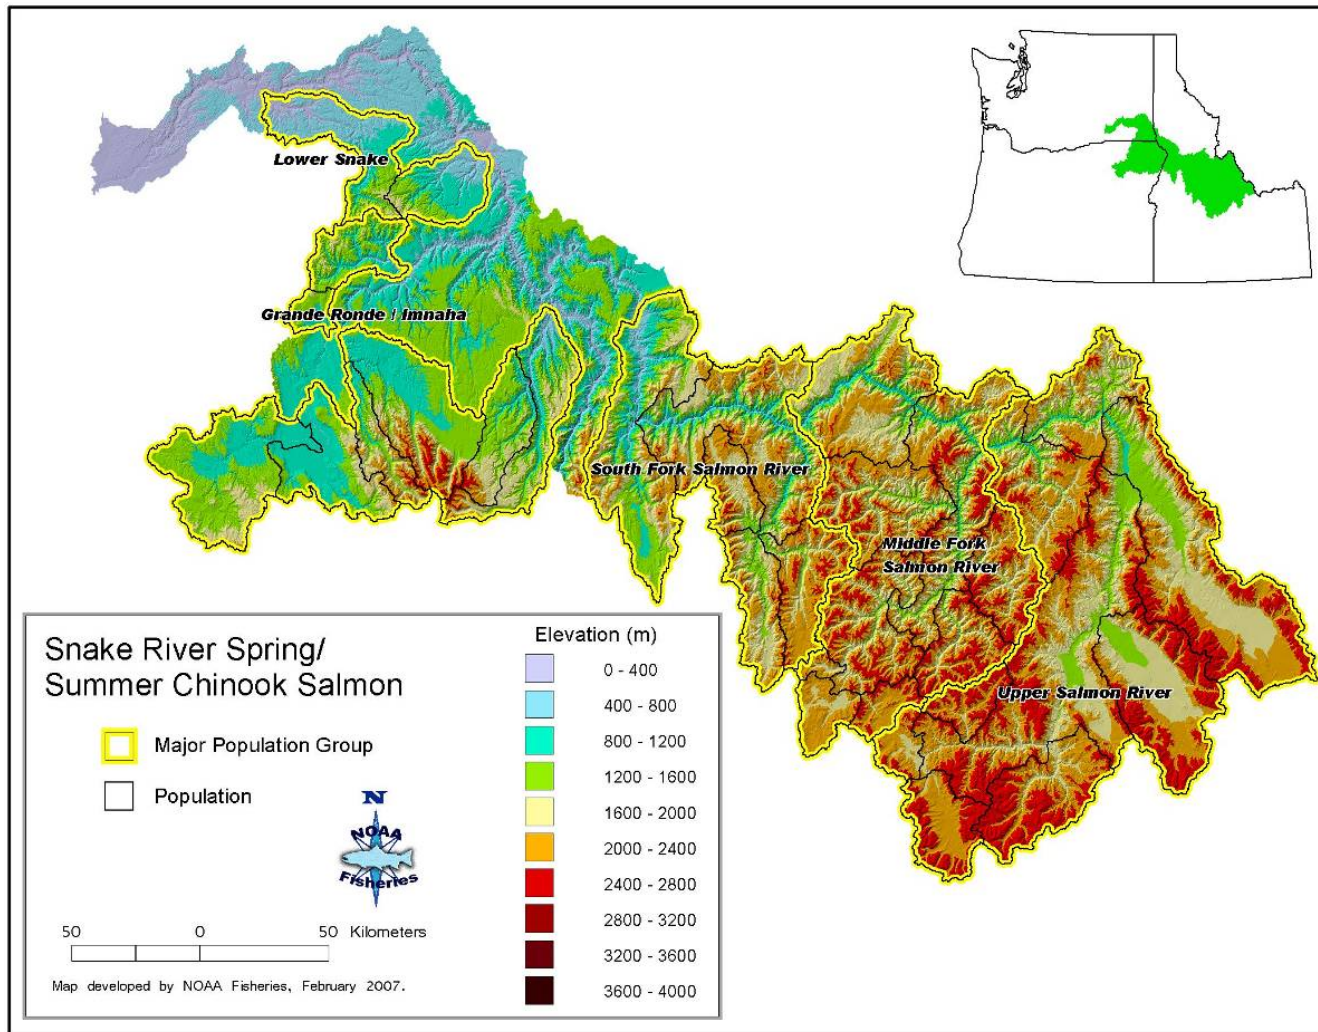 Lower Snake
Grande Ronde / Imnaha
South Fork Salmon River
Middle Fork
Salmon River
Upper Salmon River
Snake River Spring/
Summer Chinook Salmon
Major Population Group
Population
N
NOAA
Fisheries
50 0 50 Kilometers
Map developed by NOAA Fisheries, February 2007.
Elevation (m)
0 - 400
400 - 800
800 - 1200
1200 - 1600
1600 - 2000
2000 - 2400
2400 - 2800
2800 - 3200
3200 - 3600
3600 - 4000